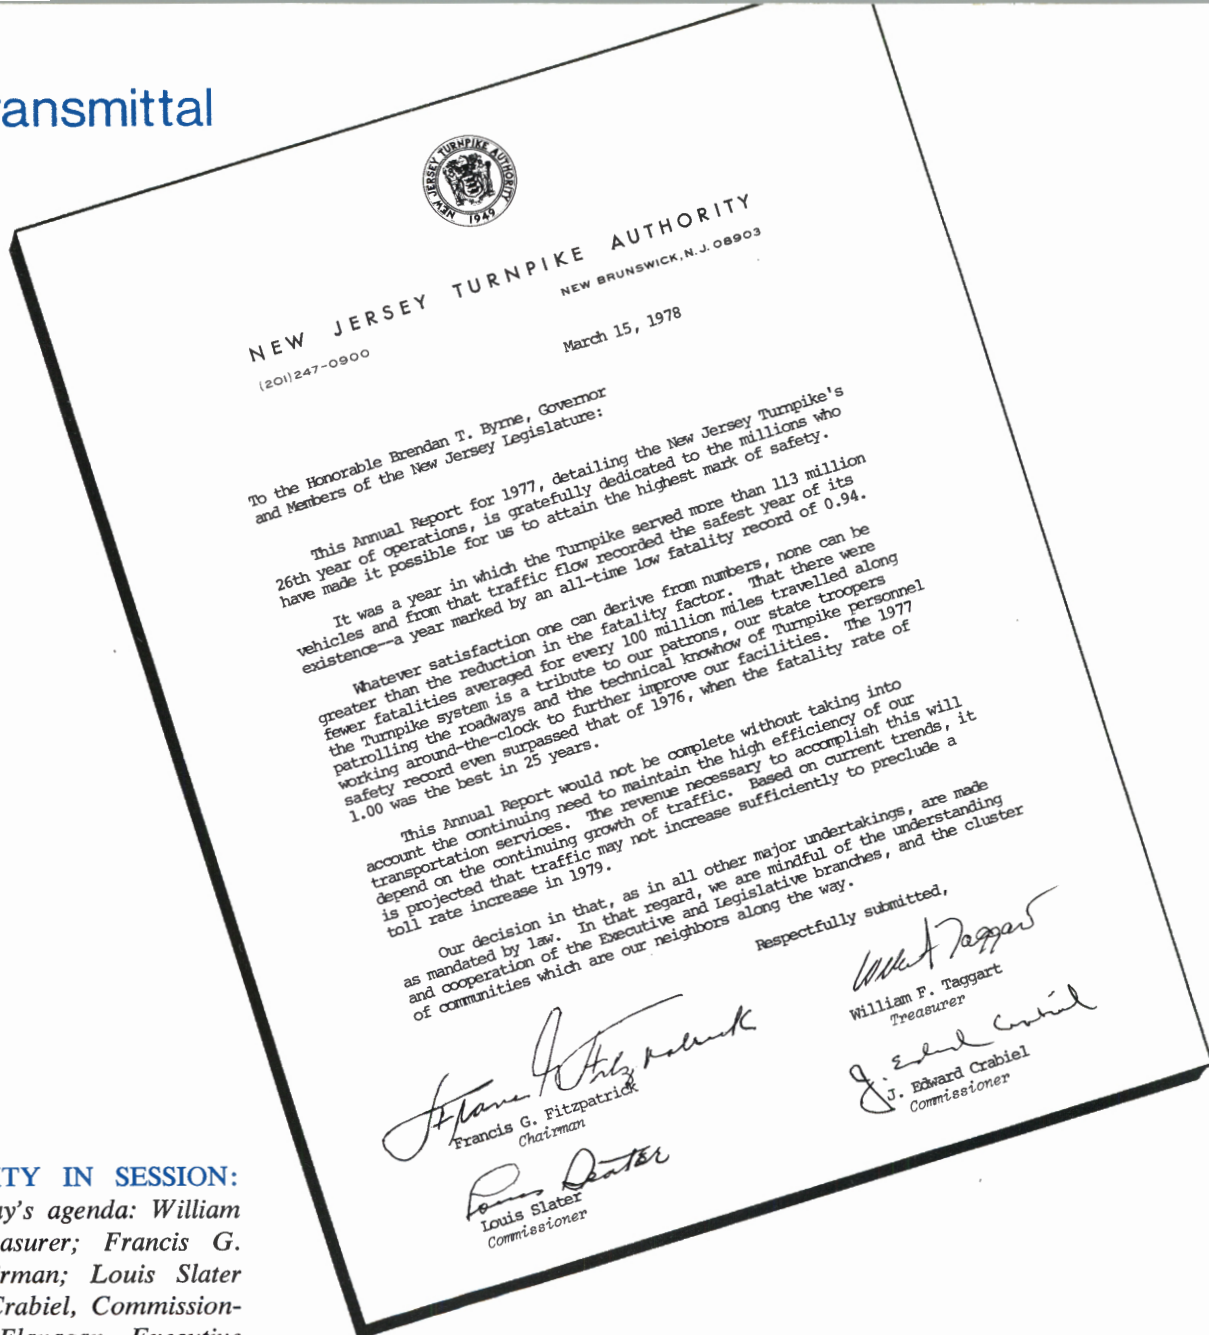 ransmittal
NEW JERSEY TURNPIKE AUTHORITY
1949
NEW JERSEY TURNPIKE AUTHORITY
(201) 247-0900
NEW BRUNSWICK, N.J. 08903
March 15, 1978
To the Honorable Brendan T. Byrne, Governor
and Members of the New Jersey Legislature:
This Annual Report for 1977, detailing the New Jersey Turnpike's
26th year of operations, is gratefully dedicated to the millions who
have made it possible for us to attain the highest mark of safety.
It was a year in which the Turnpike served more than 113 million
vehicles and from that traffic flow recorded the safest year of its
existence--a year marked by an all-time low fatality record of 0.94.
Whatever satisfaction one can derive from numbers, none can be
greater than the reduction in the fatality factor. That there were
fewer fatalities averaged for every 100 million miles travelled along
the Turnpike system is a tribute to our patrons, our state troopers
patrolling the roadways and the technical knowhow of Turnpike personnel
working around-the-clock to further improve our facilities. The 1977
safety record even surpassed that of 1976, when the fatality rate of
1.00 was the best in 25 years.
This Annual Report would not be complete without taking into
account the continuing need to maintain the high efficiency of our
transportation services. The revenue necessary to accomplish this will
depend on the continuing growth of traffic. Based on current trends, it
is projected that traffic may not increase sufficiently to preclude a
toll rate increase in 1979.
Our decision in that, as in all other major undertakings, are made
as mandated by law. In that regard, we are mindful of the understanding
and cooperation of the Executive and Legislative branches, and the cluster
of communities which are our neighbors along the way.
Respectfully submitted,
William F. Taggart
Treasurer
Francis G. Fitzpatrick
Chairman
J. Edward Crabiel
Commissioner
Louis Slater
Commissioner
ITY IN SESSION:
ay's agenda: William
asurer; Francis G.
rman; Louis Slater
Crabiel, Commission-
Flanagan, Executive